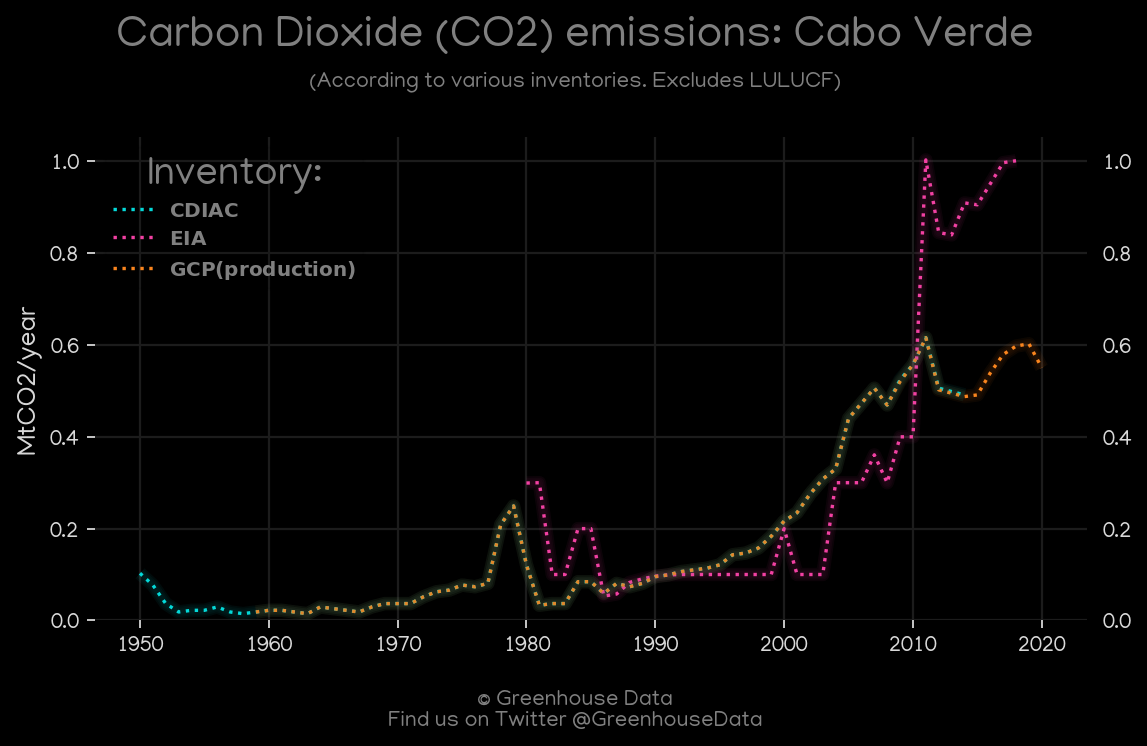 Carbon Dioxide (CO2) emissions: Cabo Verde
(According to various inventories. Excludes LULUCF)
Inventory:
CDIAC
EIA
GCP(production)
MtCO2/year
1.0
0.8
0.6
0.4
0.2
0.0
1.0
0.8
0.6
0.4
0.2
0.0
1950 1960 1970 1980 1990 2000 2010 2020
© Greenhouse Data
Find us on Twitter @GreenhouseData